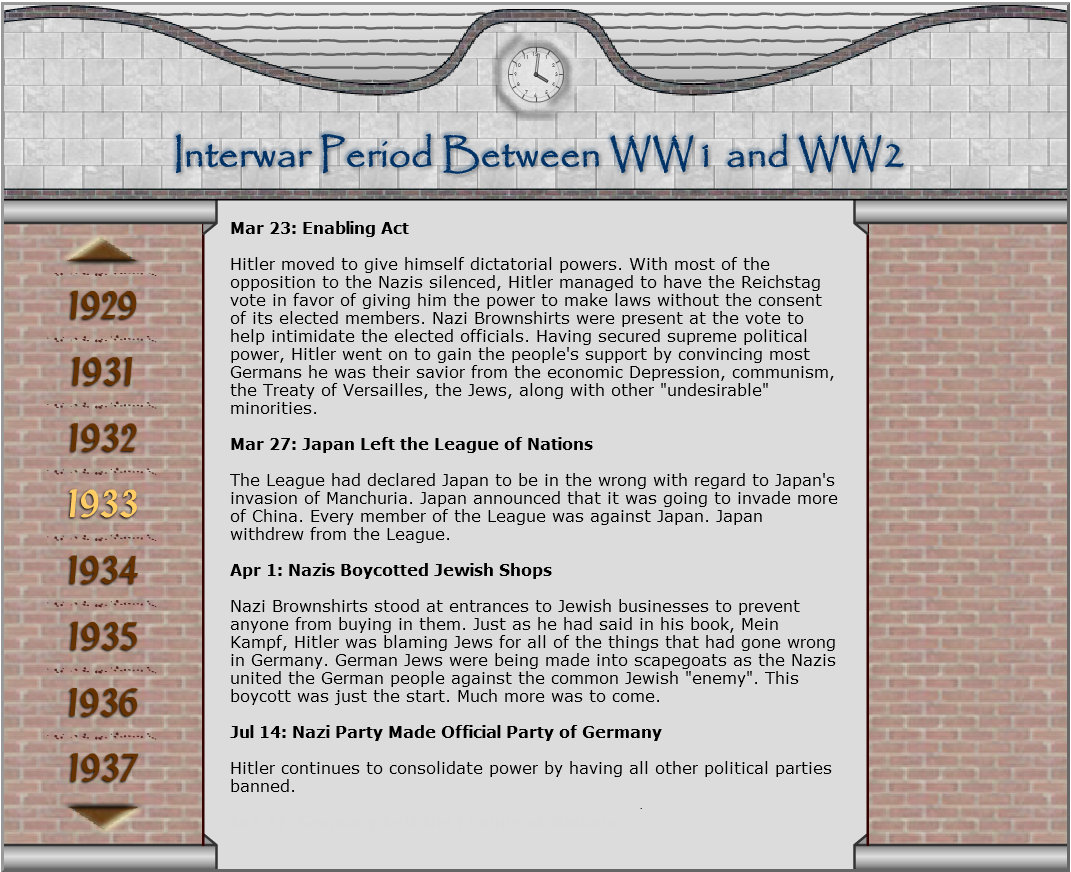 Interwar Period Between WW1 and WW2
1929
1931
1932
1933
1934
1935
1936
1937
Mar 23: Enabling Act
Hitler moved to give himself dictatorial powers. With most of the
opposition to the Nazis silenced, Hitler managed to have the Reichstag
vote in favor of giving him the power to make laws without the consent
of its elected members. Nazi Brownshirts were present at the vote to
help intimidate the elected officials. Having secured supreme political
power, Hitler went on to gain the people's support by convincing most
Germans he was their savior from the economic Depression, communism,
the Treaty of Versailles, the Jews, along with other "undesirable"
minorities.
Mar 27: Japan Left the League of Nations
The League had declared Japan to be in the wrong with regard to Japan's
invasion of Manchuria. Japan announced that it was going to invade more
of China. Every member of the League was against Japan. Japan
withdrew from the League.
Apr 1: Nazis Boycotted Jewish Shops
Nazi Brownshirts stood at entrances to Jewish businesses to prevent
anyone from buying in them. Just as he had said in his book, Mein
Kampf, Hitler was blaming Jews for all of the things that had gone wrong
in Germany. German Jews were being made into scapegoats as the Nazis
united the German people against the common Jewish "enemy". This
boycott was just the start. Much more was to come.
Jul 14: Nazi Party Made Official Party of Germany
Hitler continues to consolidate power by having all other political parties
banned.